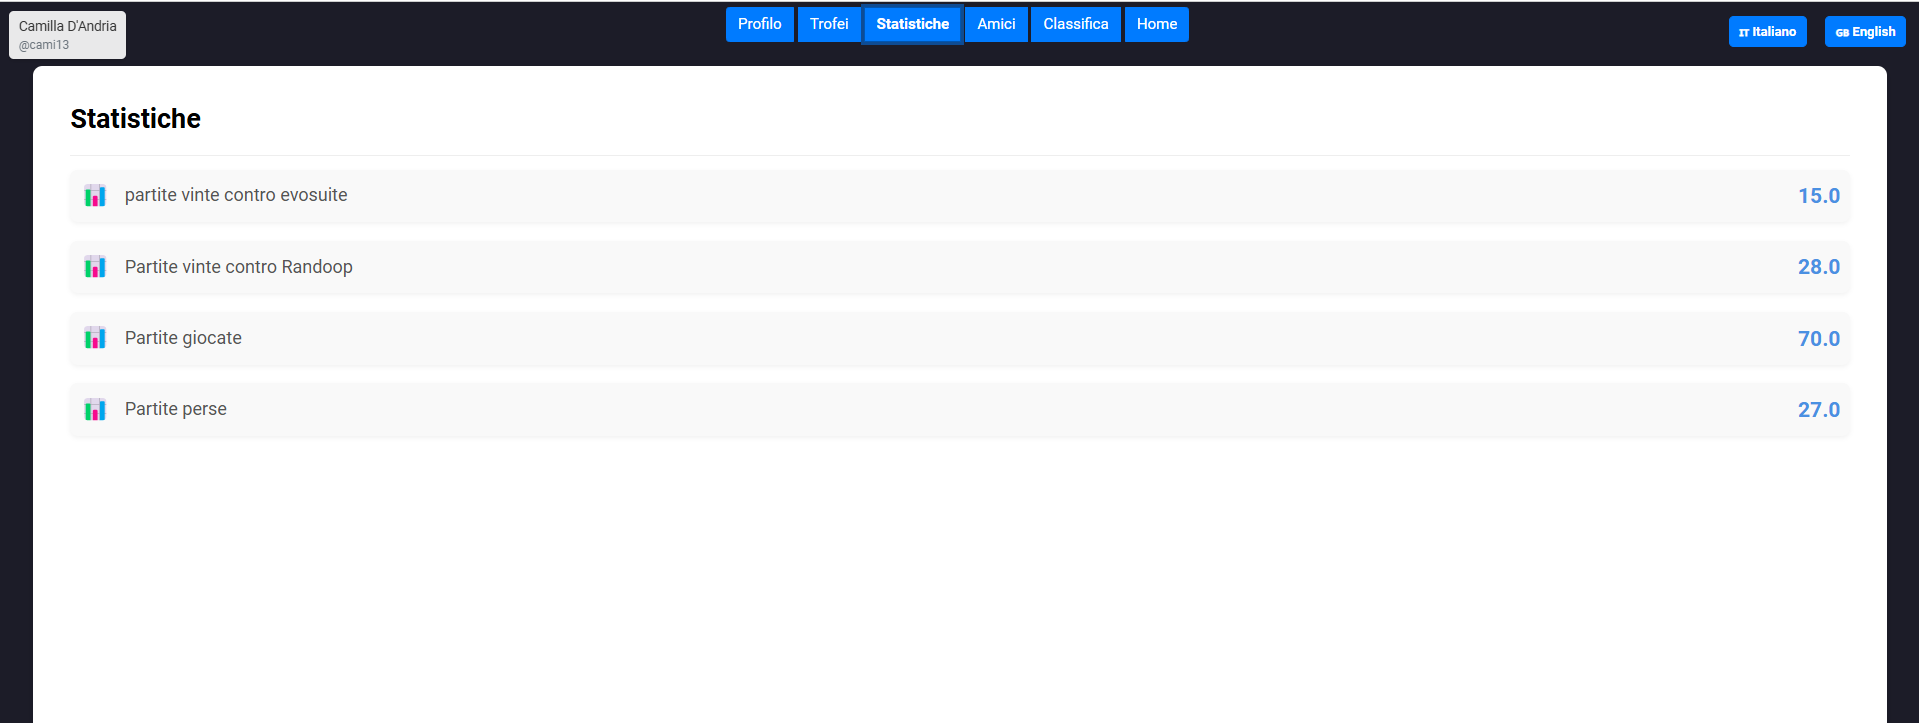 Camilla D'Andria
@cami13
Profilo
Trofei
Statistiche
Amici
Classifica
Home
IT Italiano
GB English
Statistiche
partite vinte contro evosuite
15.0
Partite vinte contro Randoop
28.0
Partite giocate
70.0
Partite perse
27.0